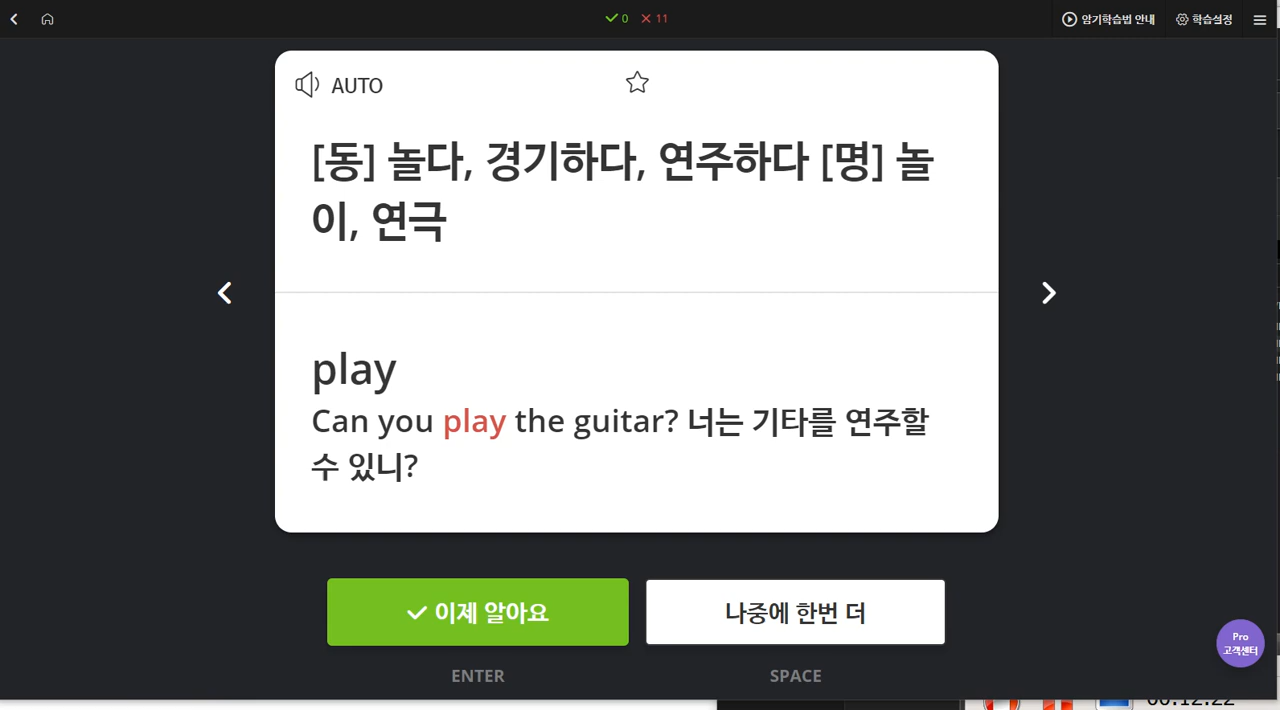 0 11 암기학습법 안내 학습설정
AUTO
[동] 놀다, 경기하다, 연주하다 [명] 놀
이, 연극
play
Can you play the guitar? 너는 기타를 연주할
수 있니?
이제 알아요 나중에 한번 더
Pro
고객센터
ENTER SPACE
00:12:22